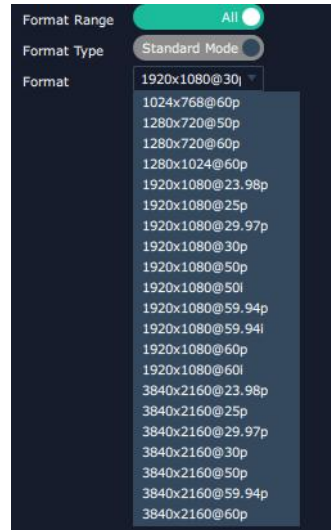 Format Range All
Format Type Standard Mode
Format 1920x1080@30p
1024x768@60p
1280x720@50p
1280x720@60p
1280x1024@60p
1920x1080@23.98p
1920x1080@25p
1920x1080@29.97p
1920x1080@30p
1920x1080@50p
1920x1080@50i
1920x1080@59.94p
1920x1080@59.94i
1920x1080@60p
1920x1080@60i
3840x2160@23.98p
3840x2160@25p
3840x2160@29.97p
3840x2160@30p
3840x2160@50p
3840x2160@59.94p
3840x2160@60p